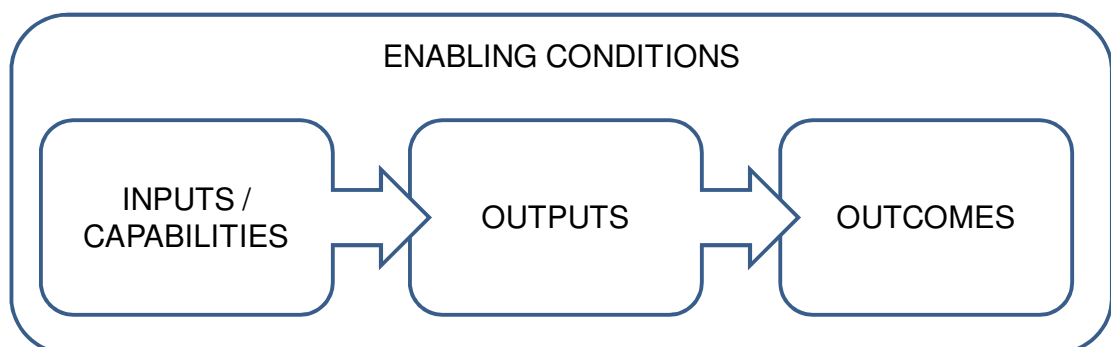 ENABLING CONDITIONS
INPUTS /
CAPABILITIES
OUTPUTS
OUTCOMES